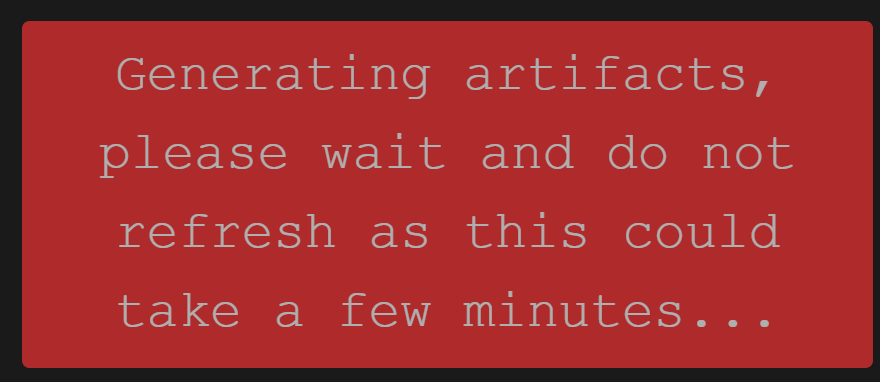 Generating artifacts,
please wait and do not
refresh as this could
take a few minutes...